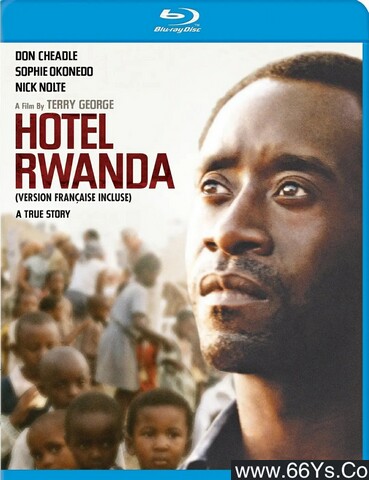 Blu-ray Disc
DON CHEADLE
SOPHIE OKONEDO
NICK NOLTE
A Film By TERRY GEORGE
HOTEL
RWANDA
(VERSION FRANÇAISE INCLUSE)
A TRUE STORY
www.66Ys.Co